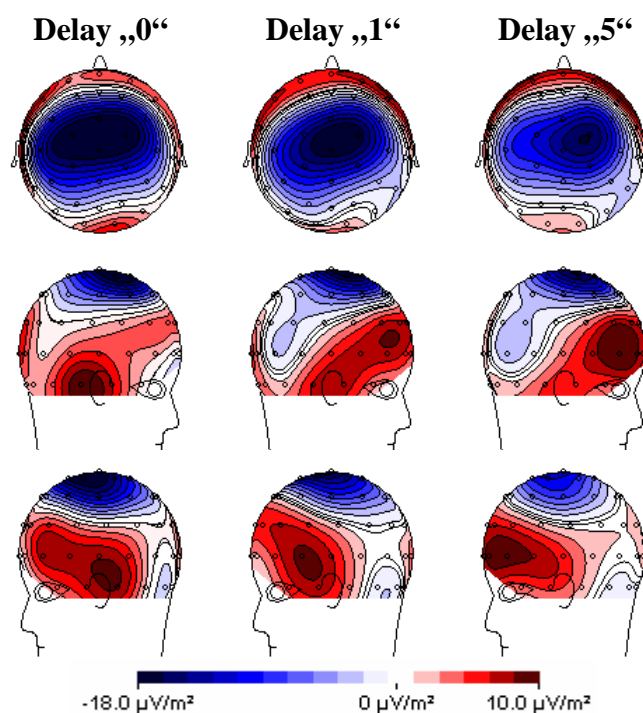 Delay „0“ Delay „1“ Delay „5“
-18.0 µV/m² 0 µV/m² 10.0 µV/m²